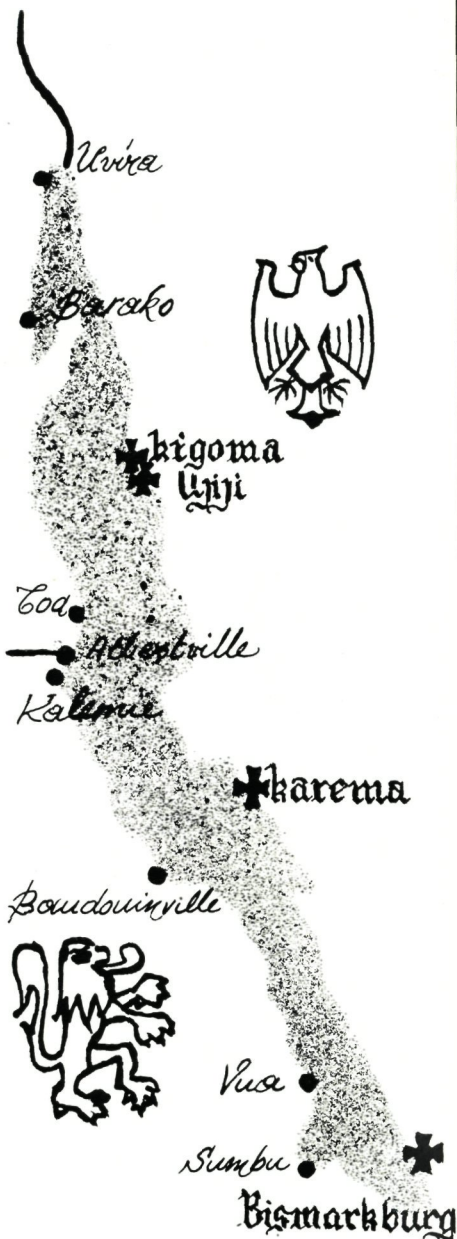 Uvira
Barako
kigoma
Ujiji
Toa
Albertville
Kalemie
karema
Baudouinville
Vua
Sumbu
Bismarkburg